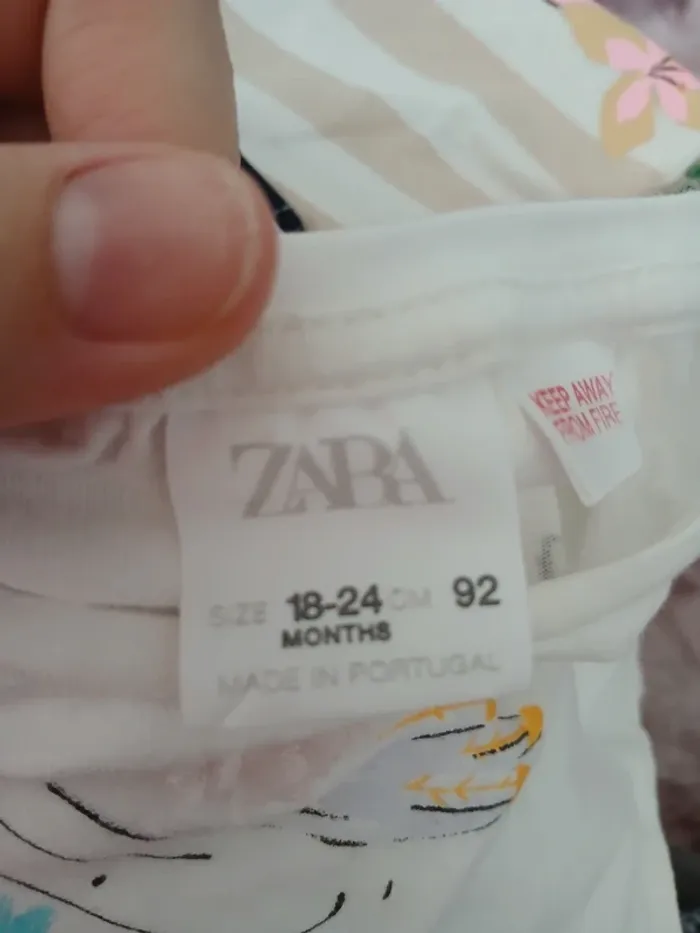 ZARA
SIZE 18-24 CM 92
MONTHS
MADE IN PORTUGAL
KEEP AWAY
FROM FIRE